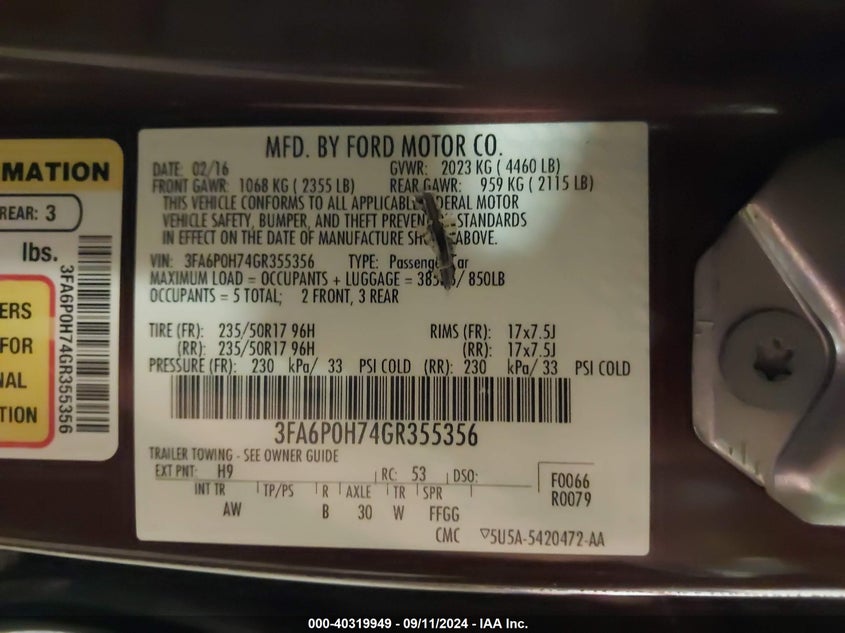 MATION
REAR: 3
lbs.
ERS
FOR
NAL
TION
3FA6P0H74GR355356
MFD. BY FORD MOTOR CO.
DATE: 02/16 GVWR: 2023 KG ( 4460 LB)
FRONT GAWR: 1068 KG ( 2355 LB) REAR GAWR: 959 KG ( 2115 LB)
THIS VEHICLE CONFORMS TO ALL APPLICABLE FEDERAL MOTOR
VEHICLE SAFETY, BUMPER, AND THEFT PREVEN STANDARDS
IN EFFECT ON THE DATE OF MANUFACTURE SH ABOVE.
VIN: 3FA6P0H74GR355356 TYPE: Passenger Car
MAXIMUM LOAD = OCCUPANTS + LUGGAGE = 385 / 850LB
OCCUPANTS = 5 TOTAL; 2 FRONT, 3 REAR
TIRE (FR): 235/50R17 96H RIMS (FR): 17x7.5J
(RR): 235/50R17 96H (RR): 17x7.5J
PRESSURE (FR): 230 kPa/ 33 PSI COLD (RR): 230 kPa/ 33 PSI COLD
3FA6P0H74GR355356
TRAILER TOWING - SEE OWNER GUIDE
EXT PNT: H9 RC: 53 DSO: F0066
R0079
INT TR TP/PS R AXLE TR SPR
AW B 30 W FFGG
CMC ▽5U5A-5420472-AA
000-40319949 - 09/11/2024 - IAA Inc.